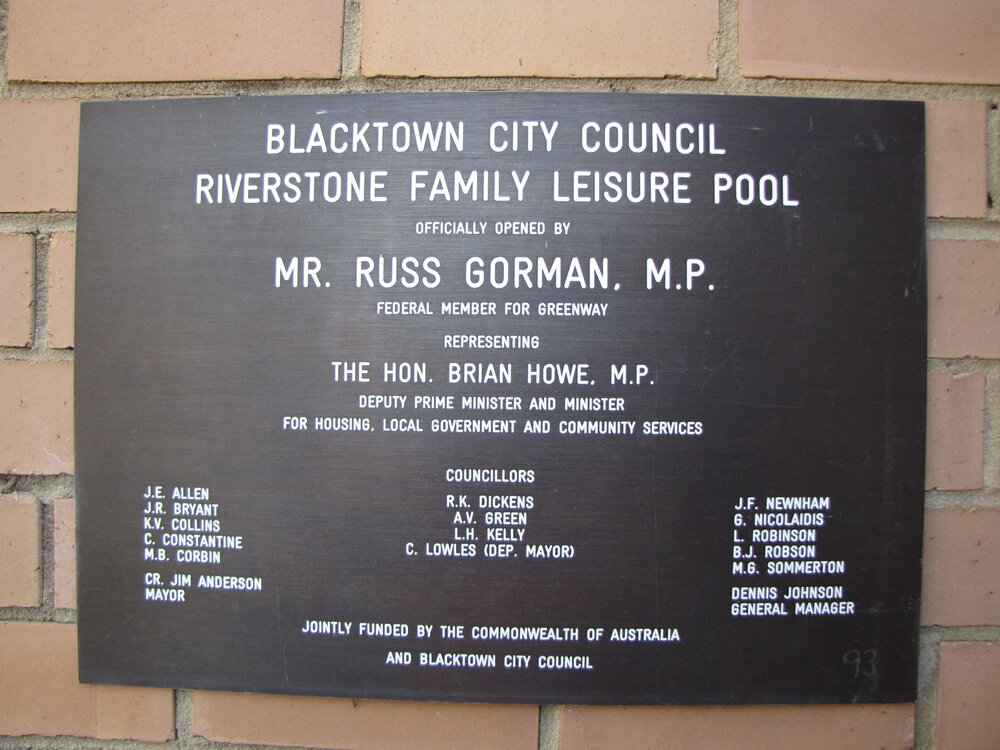 BLACKTOWN CITY COUNCIL
RIVERSTONE FAMILY LEISURE POOL
OFFICIALLY OPENED BY
MR. RUSS GORMAN, M.P.
FEDERAL MEMBER FOR GREENWAY
REPRESENTING
THE HON. BRIAN HOWE, M.P.
DEPUTY PRIME MINISTER AND MINISTER
FOR HOUSING, LOCAL GOVERNMENT AND COMMUNITY SERVICES
COUNCILLORS
J.E. ALLEN
J.R. BRYANT
K.V. COLLINS
C. CONSTANTINE
M.B. CORBIN
CR. JIM ANDERSON
MAYOR
R.K. DICKENS
A.V. GREEN
L.H. KELLY
C. LOWLES (DEP. MAYOR)
J.F. NEWNHAM
G. NICOLAIDIS
L. ROBINSON
B.J. ROBSON
M.G. SOMMERTON
DENNIS JOHNSON
GENERAL MANAGER
JOINTLY FUNDED BY THE COMMONWEALTH OF AUSTRALIA
AND BLACKTOWN CITY COUNCIL
93